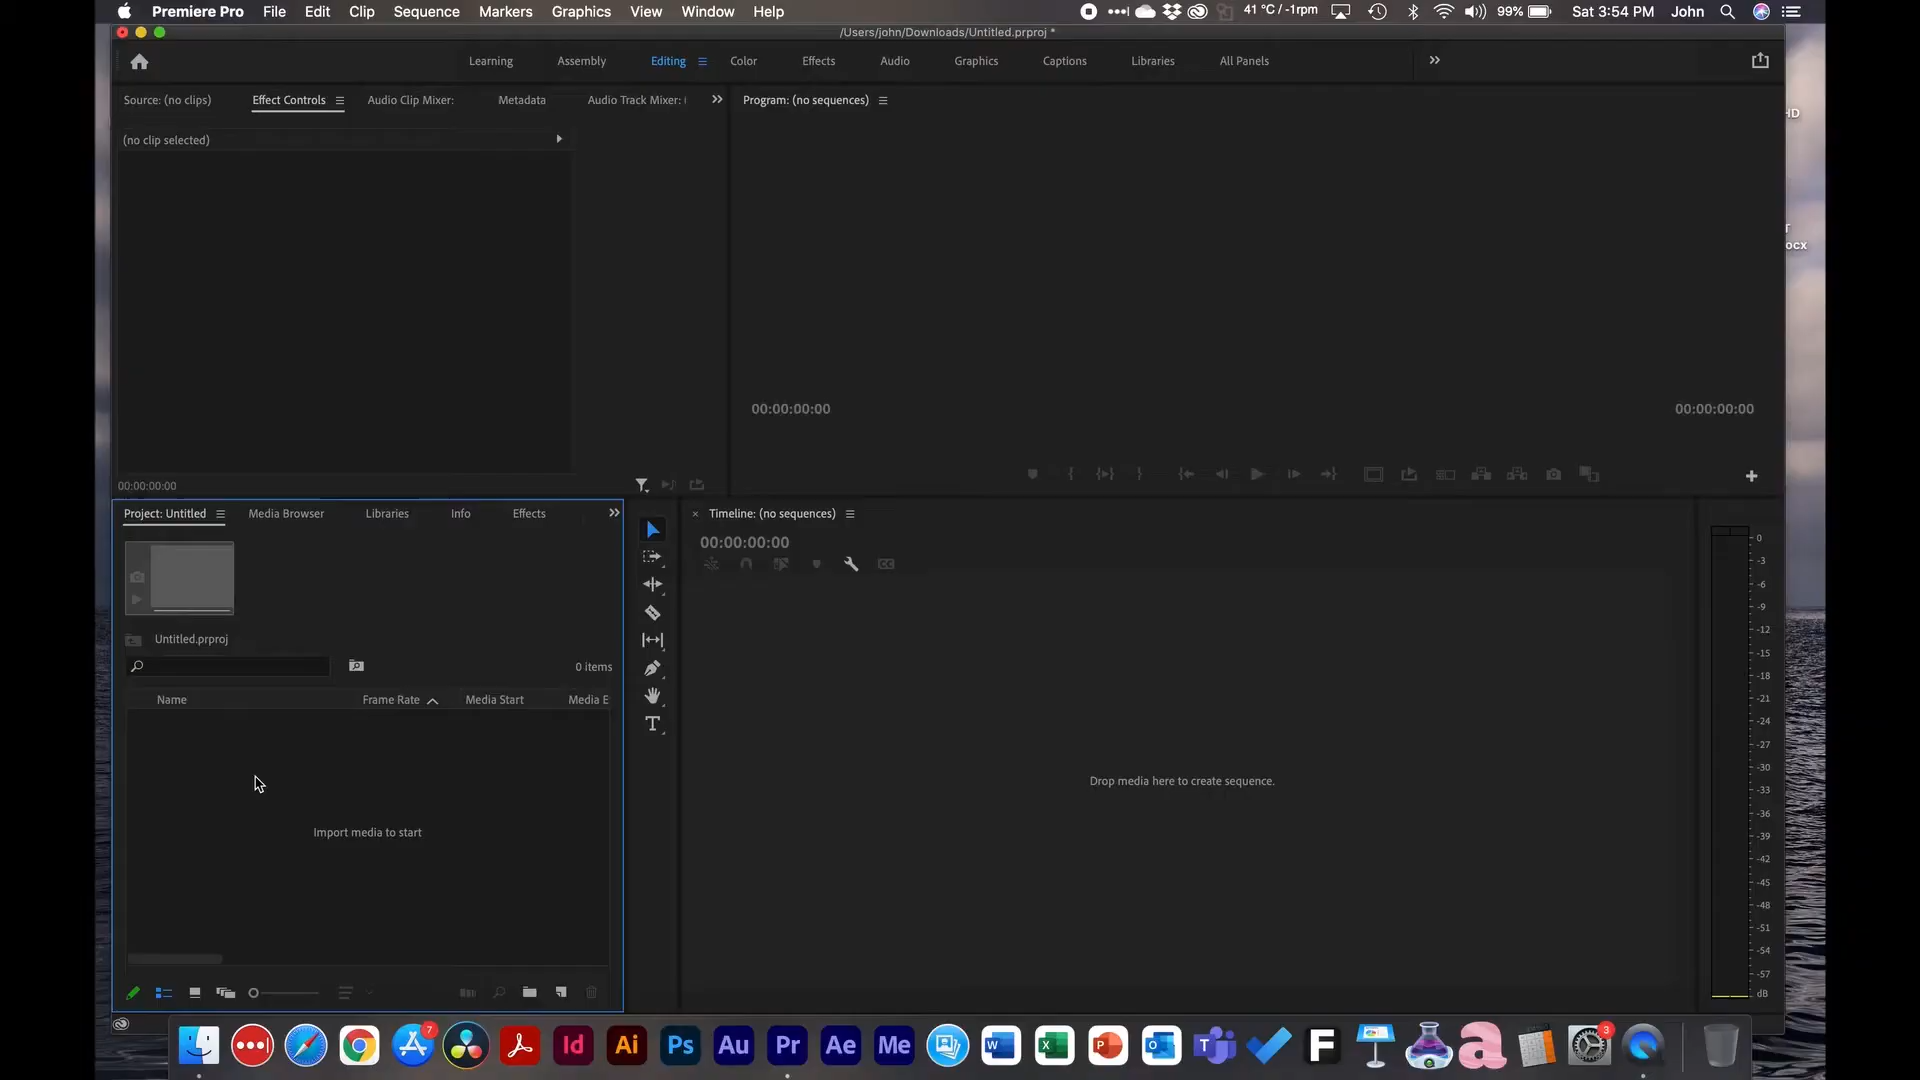 Premiere Pro File Edit Clip Sequence Markers Graphics View Window Help 41 °C / -1rpm 99% Sat 3:54 PM John
/Users/john/Downloads/Untitled.prproj *
Learning Assembly Editing Color Effects Audio Graphics Captions Libraries All Panels
Source: (no clips) Effect Controls Audio Clip Mixer: Metadata Audio Track Mixer: (
Program: (no sequences)
HD
(no clip selected)
ocx
00:00:00:00 00:00:00:00
00:00:00:00
Project: Untitled Media Browser Libraries Info Effects
Timeline: (no sequences)
00:00:00:00
Untitled.prproj
0 items
Name Frame Rate Media Start Media E
Import media to start
Drop media here to create sequence.
0
-3
-6
-9
-12
-15
-18
-21
-24
-27
-30
-33
-36
-39
-42
-45
-48
-51
-54
-57
dB
7 Id Ai Ps Au Pr Ae Me W X P O T F a 3